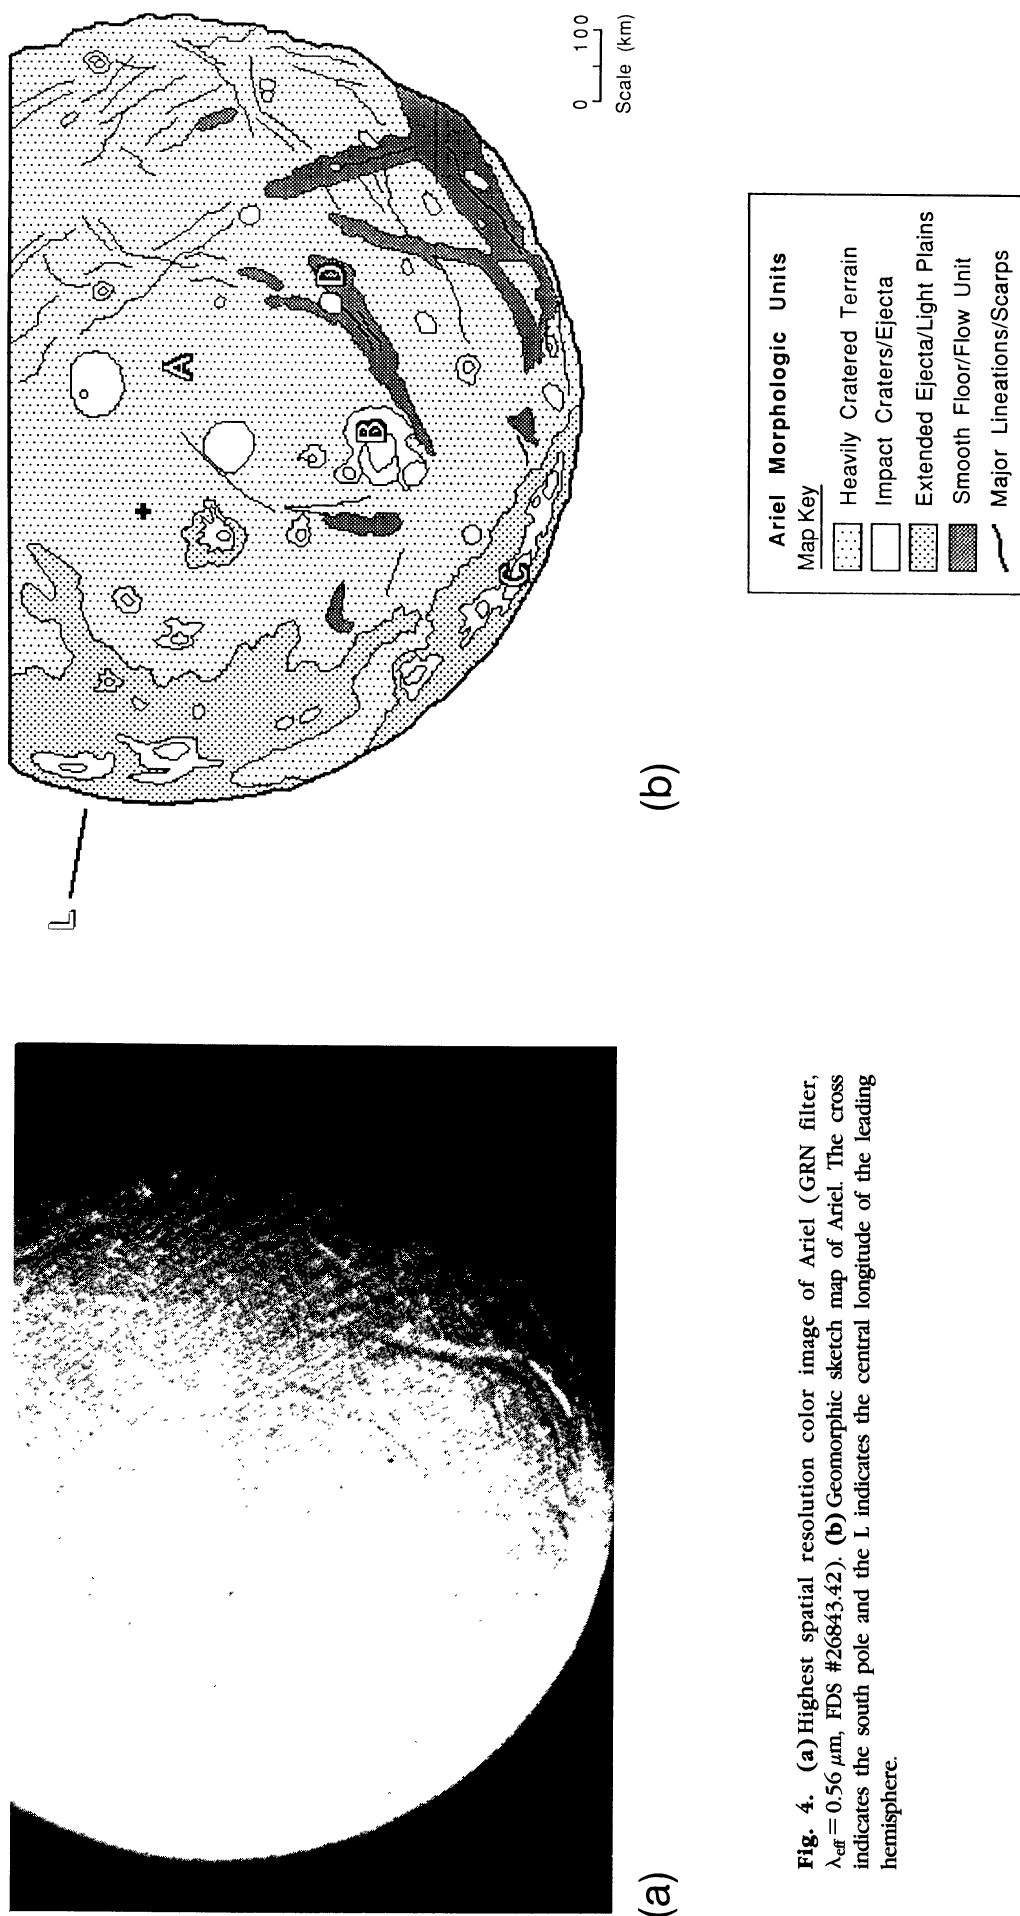 (a)
Fig. 4. (a) Highest spatial resolution color image of Ariel (GRN filter,
λeff = 0.56 μm, FDS #26843.42). (b) Geomorphic sketch map of Ariel. The cross
indicates the south pole and the L indicates the central longitude of the leading
hemisphere.
L
A
B
C
D
0 100
Scale (km)
(b)
Ariel Morphologic Units
Map Key
Heavily Cratered Terrain
Impact Craters/Ejecta
Extended Ejecta/Light Plains
Smooth Floor/Flow Unit
Major Lineations/Scarps